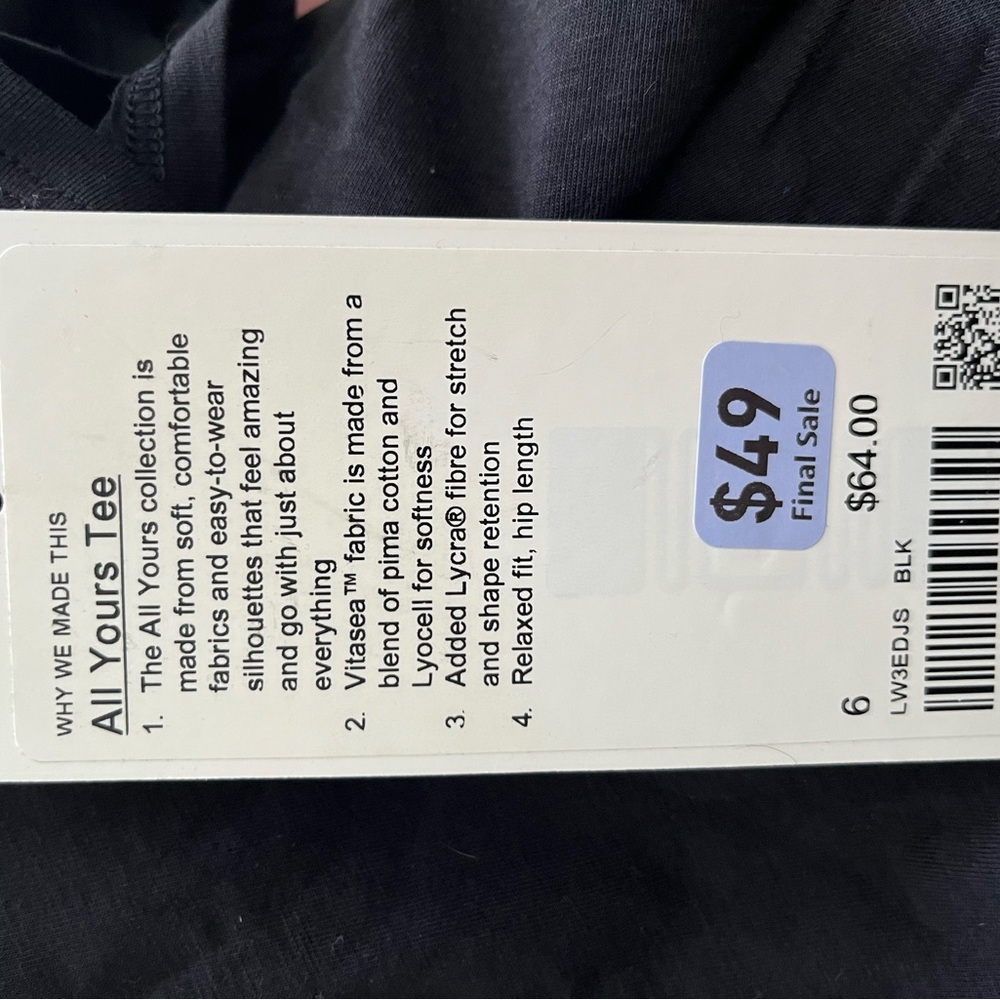 WHY WE MADE THIS
All Yours Tee
1. The All Yours collection is
made from soft, comfortable
fabrics and easy-to-wear
silhouettes that feel amazing
and go with just about
everything
2. Vitasea™ fabric is made from a
blend of pima cotton and
Lyocell for softness
3. Added Lycra® fibre for stretch
and shape retention
4. Relaxed fit, hip length
$49
Final Sale
6 $64.00
LW3EDJS BLK